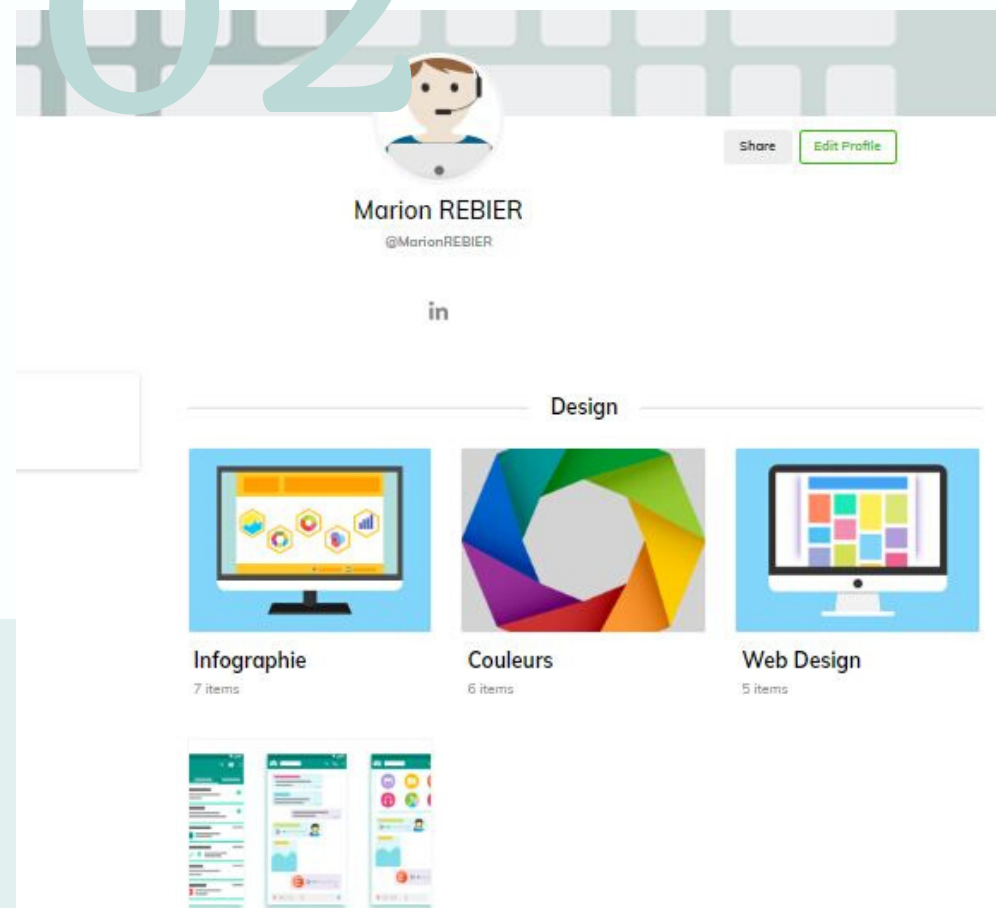 02
Share
Edit Profile
Marion REBIER
@MarionREBIER
in
Design
Infographie
Couleurs
Web Design
7 items
6 items
5 items